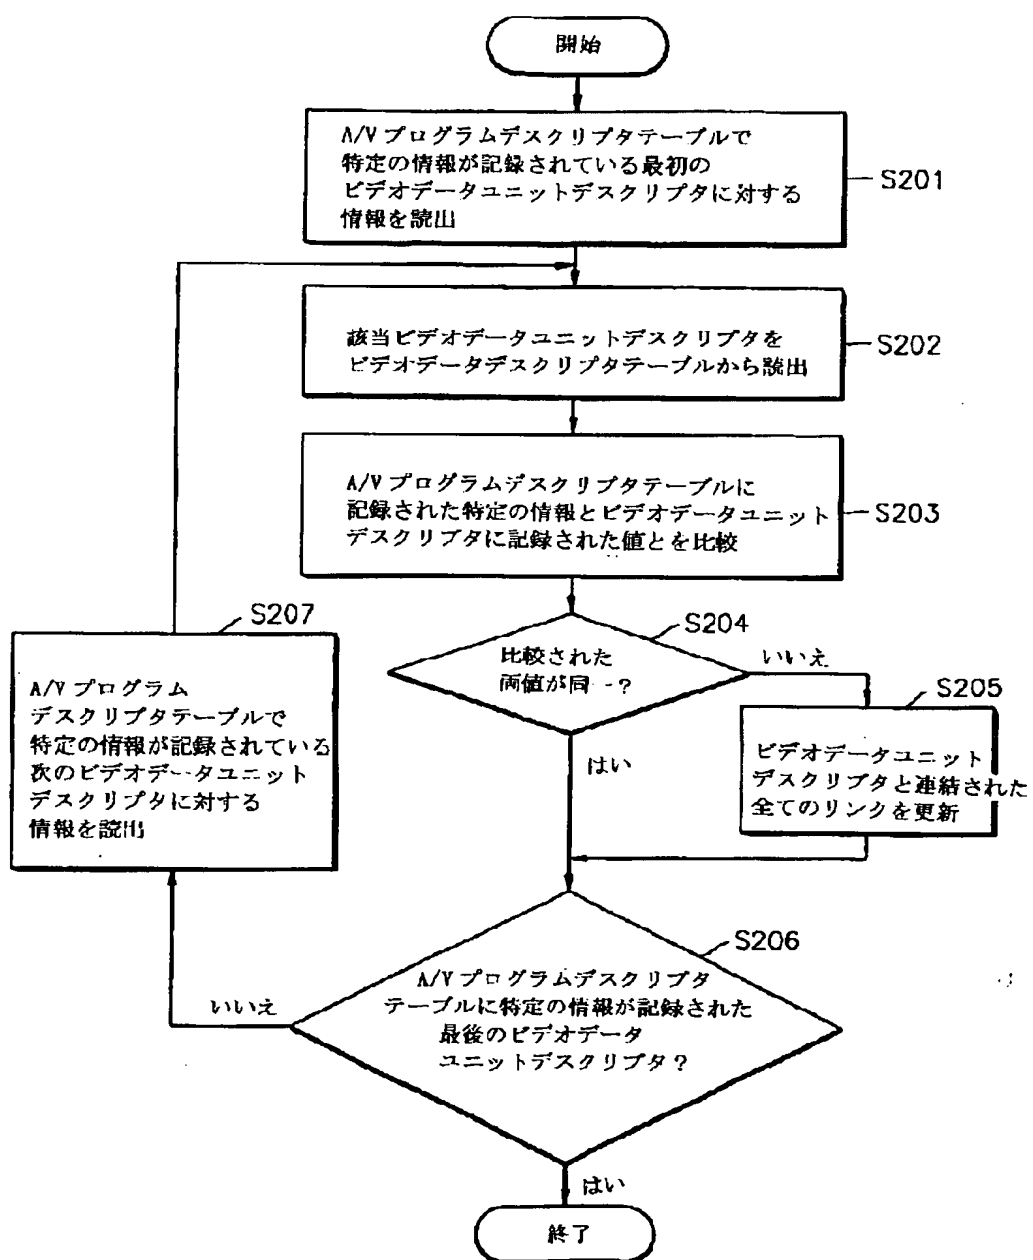 開始
A/V プログラムデスクリプタテーブルで
特定の情報が記録されている最初の
ビデオデータユニットデスクリプタに対する
情報を読出
S201
該当ビデオデータユニットデスクリプタを
ビデオデータデスクリプタテーブルから読出
S202
A/V プログラムデスクリプタテーブルに
記録された特定の情報とビデオデータユニット
デスクリプタに記録された値とを比較
S203
比較された
両値が同一?
S204
いいえ
はい
S205
ビデオデータユニット
デスクリプタと連結された
全てのリンクを更新
S206
A/V プログラムデスクリプタ
テーブルに特定の情報が記録された
最後のビデオデータ
ユニットデスクリプタ?
いいえ
はい
S207
A/V プログラム
デスクリプタテーブルで
特定の情報が記録されている
次のビデオデータユニット
デスクリプタに対する
情報を読出
終了